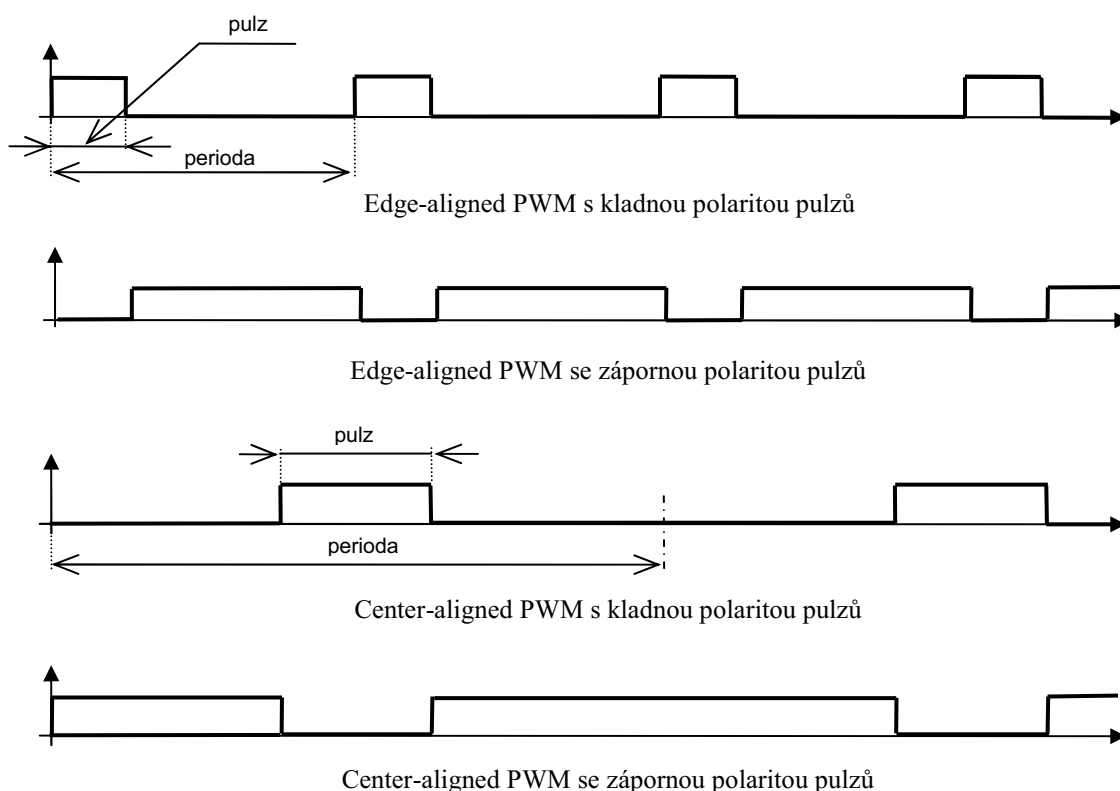 pulz
perioda
Edge-aligned PWM s kladnou polaritou pulzů
Edge-aligned PWM se zápornou polaritou pulzů
pulz
perioda
Center-aligned PWM s kladnou polaritou pulzů
Center-aligned PWM se zápornou polaritou pulzů